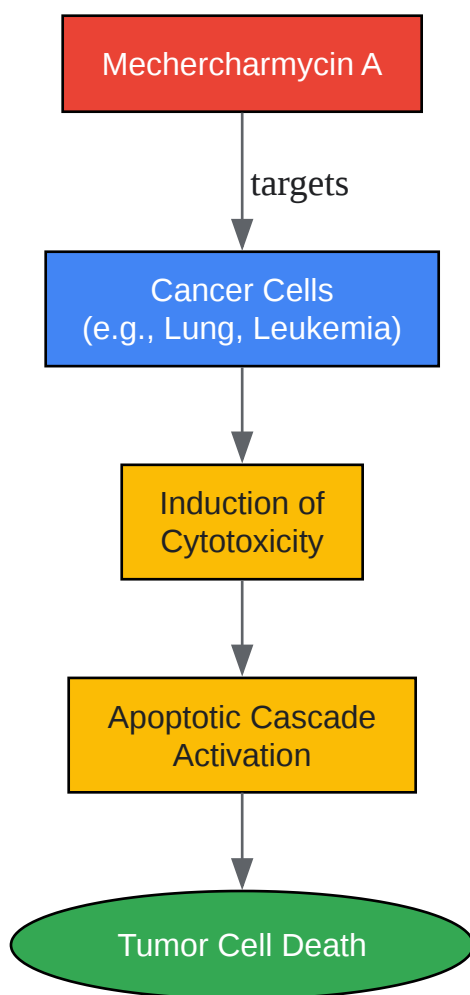 Mechercharmycin A
targets
Cancer Cells
(e.g., Lung, Leukemia)
Induction of
Cytotoxicity
Apoptotic Cascade
Activation
Tumor Cell Death